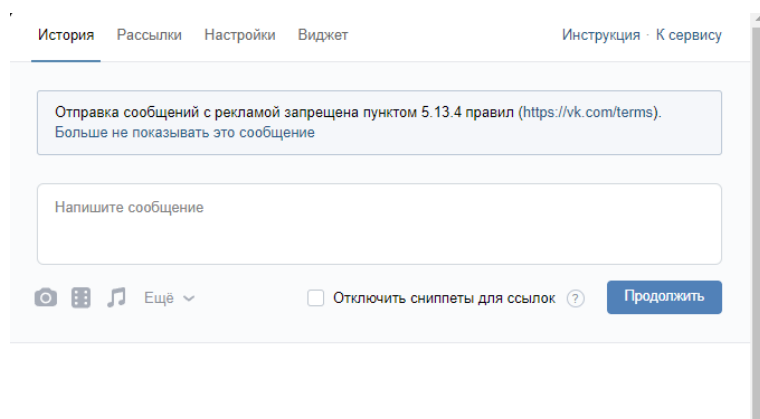 История Рассылки Настройки Виджет Инструкция · К сервису
Отправка сообщений с рекламой запрещена пунктом 5.13.4 правил (https://vk.com/terms).
Больше не показывать это сообщение
Напишите сообщение
Ещё Отключить сниппеты для ссылок ? Продолжить